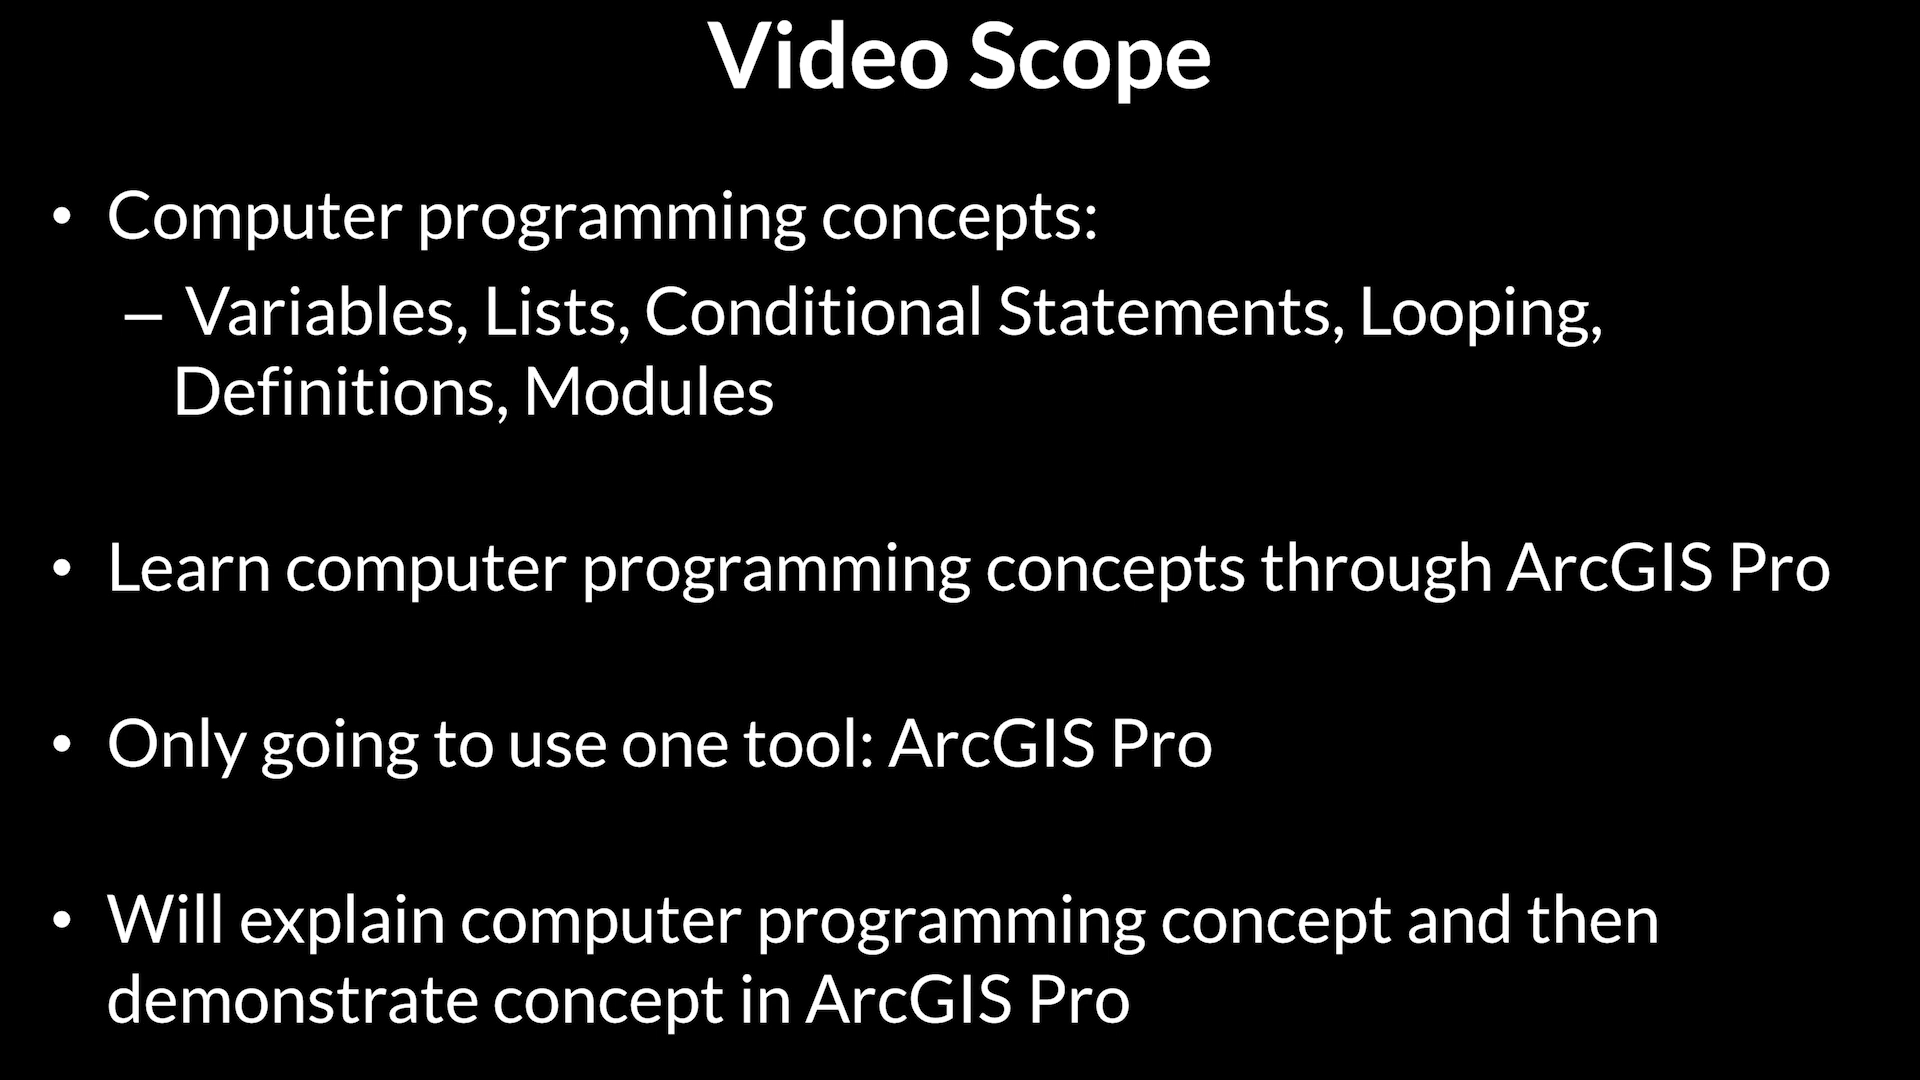 Video Scope
• Computer programming concepts:
– Variables, Lists, Conditional Statements, Looping,
Definitions, Modules
• Learn computer programming concepts through ArcGIS Pro
• Only going to use one tool: ArcGIS Pro
• Will explain computer programming concept and then
demonstrate concept in ArcGIS Pro